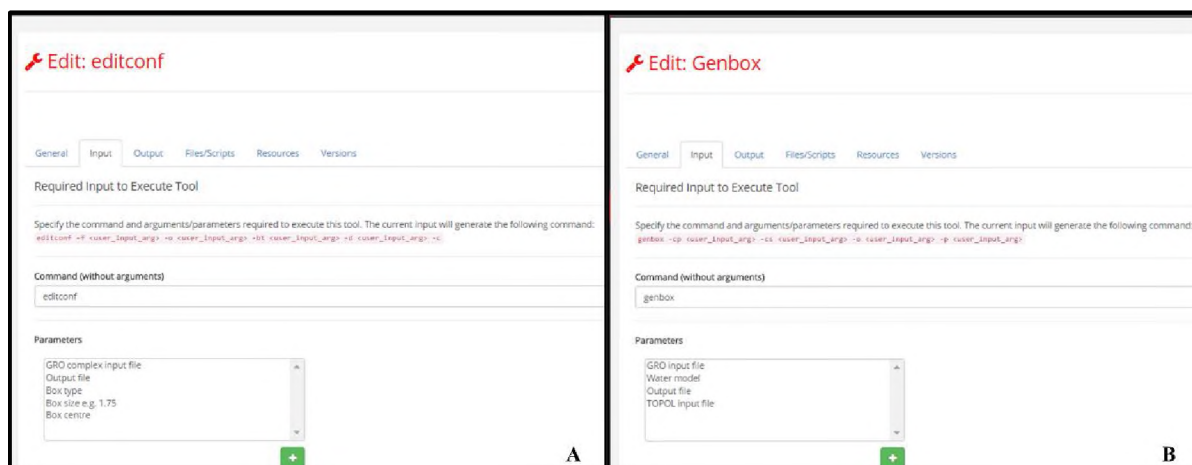 Edit: editconf
General Input Output Files/Scripts Resources Versions
Required Input to Execute Tool
Specify the command and arguments/parameters required to execute this tool. The current input will generate the following command:
editconf -f <user_input_arg> -o <user_input_arg> -bt <user_input_arg> -d <user_input_arg> -c
Command (without arguments)
editconf
Parameters
GRO complex input file
Output file
Box type
Box size e.g. 1.75
Box centre
+
A
Edit: Genbox
General Input Output Files/Scripts Resources Versions
Required Input to Execute Tool
Specify the command and arguments/parameters required to execute this tool. The current input will generate the following command:
genbox -cp <user_input_arg> -cs <user_input_arg> -o <user_input_arg> -p <user_input_arg>
Command (without arguments)
genbox
Parameters
GRO input file
Water model
Output file
TOPOL input file
+
B